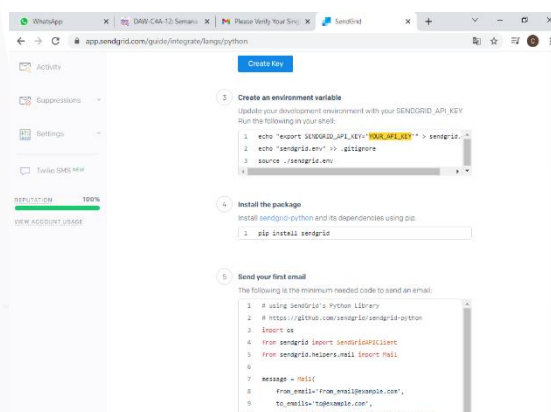 WhatsApp
DAW-C4A-12: Semana
Please Verify Your Sing
SendGrid
app.sendgrid.com/guide/integrate/langs/python
Activity
Suppressions
Settings
Twilio SMS NEW
REPUTATION 100%
VIEW ACCOUNT USAGE
Create Key
3 Create an environment variable
Update your development environment with your SENDGRID_API_KEY.
Run the following in your shell:
1 echo "export SENDGRID_API_KEY='YOUR_API_KEY'" > sendgrid.
2 echo "sendgrid.env" >> .gitignore
3 source ./sendgrid.env
4 Install the package
Install sendgrid-python and its dependencies using pip.
1 pip install sendgrid
5 Send your first email
The following is the minimum needed code to send an email:
1 # using SendGrid's Python Library
2 # https://github.com/sendgrid/sendgrid-python
3 import os
4 from sendgrid import SendGridAPIClient
5 from sendgrid.helpers.mail import Mail
6
7 message = Mail(
8 from_email='from_email@example.com',
9 to_emails='to@example.com',